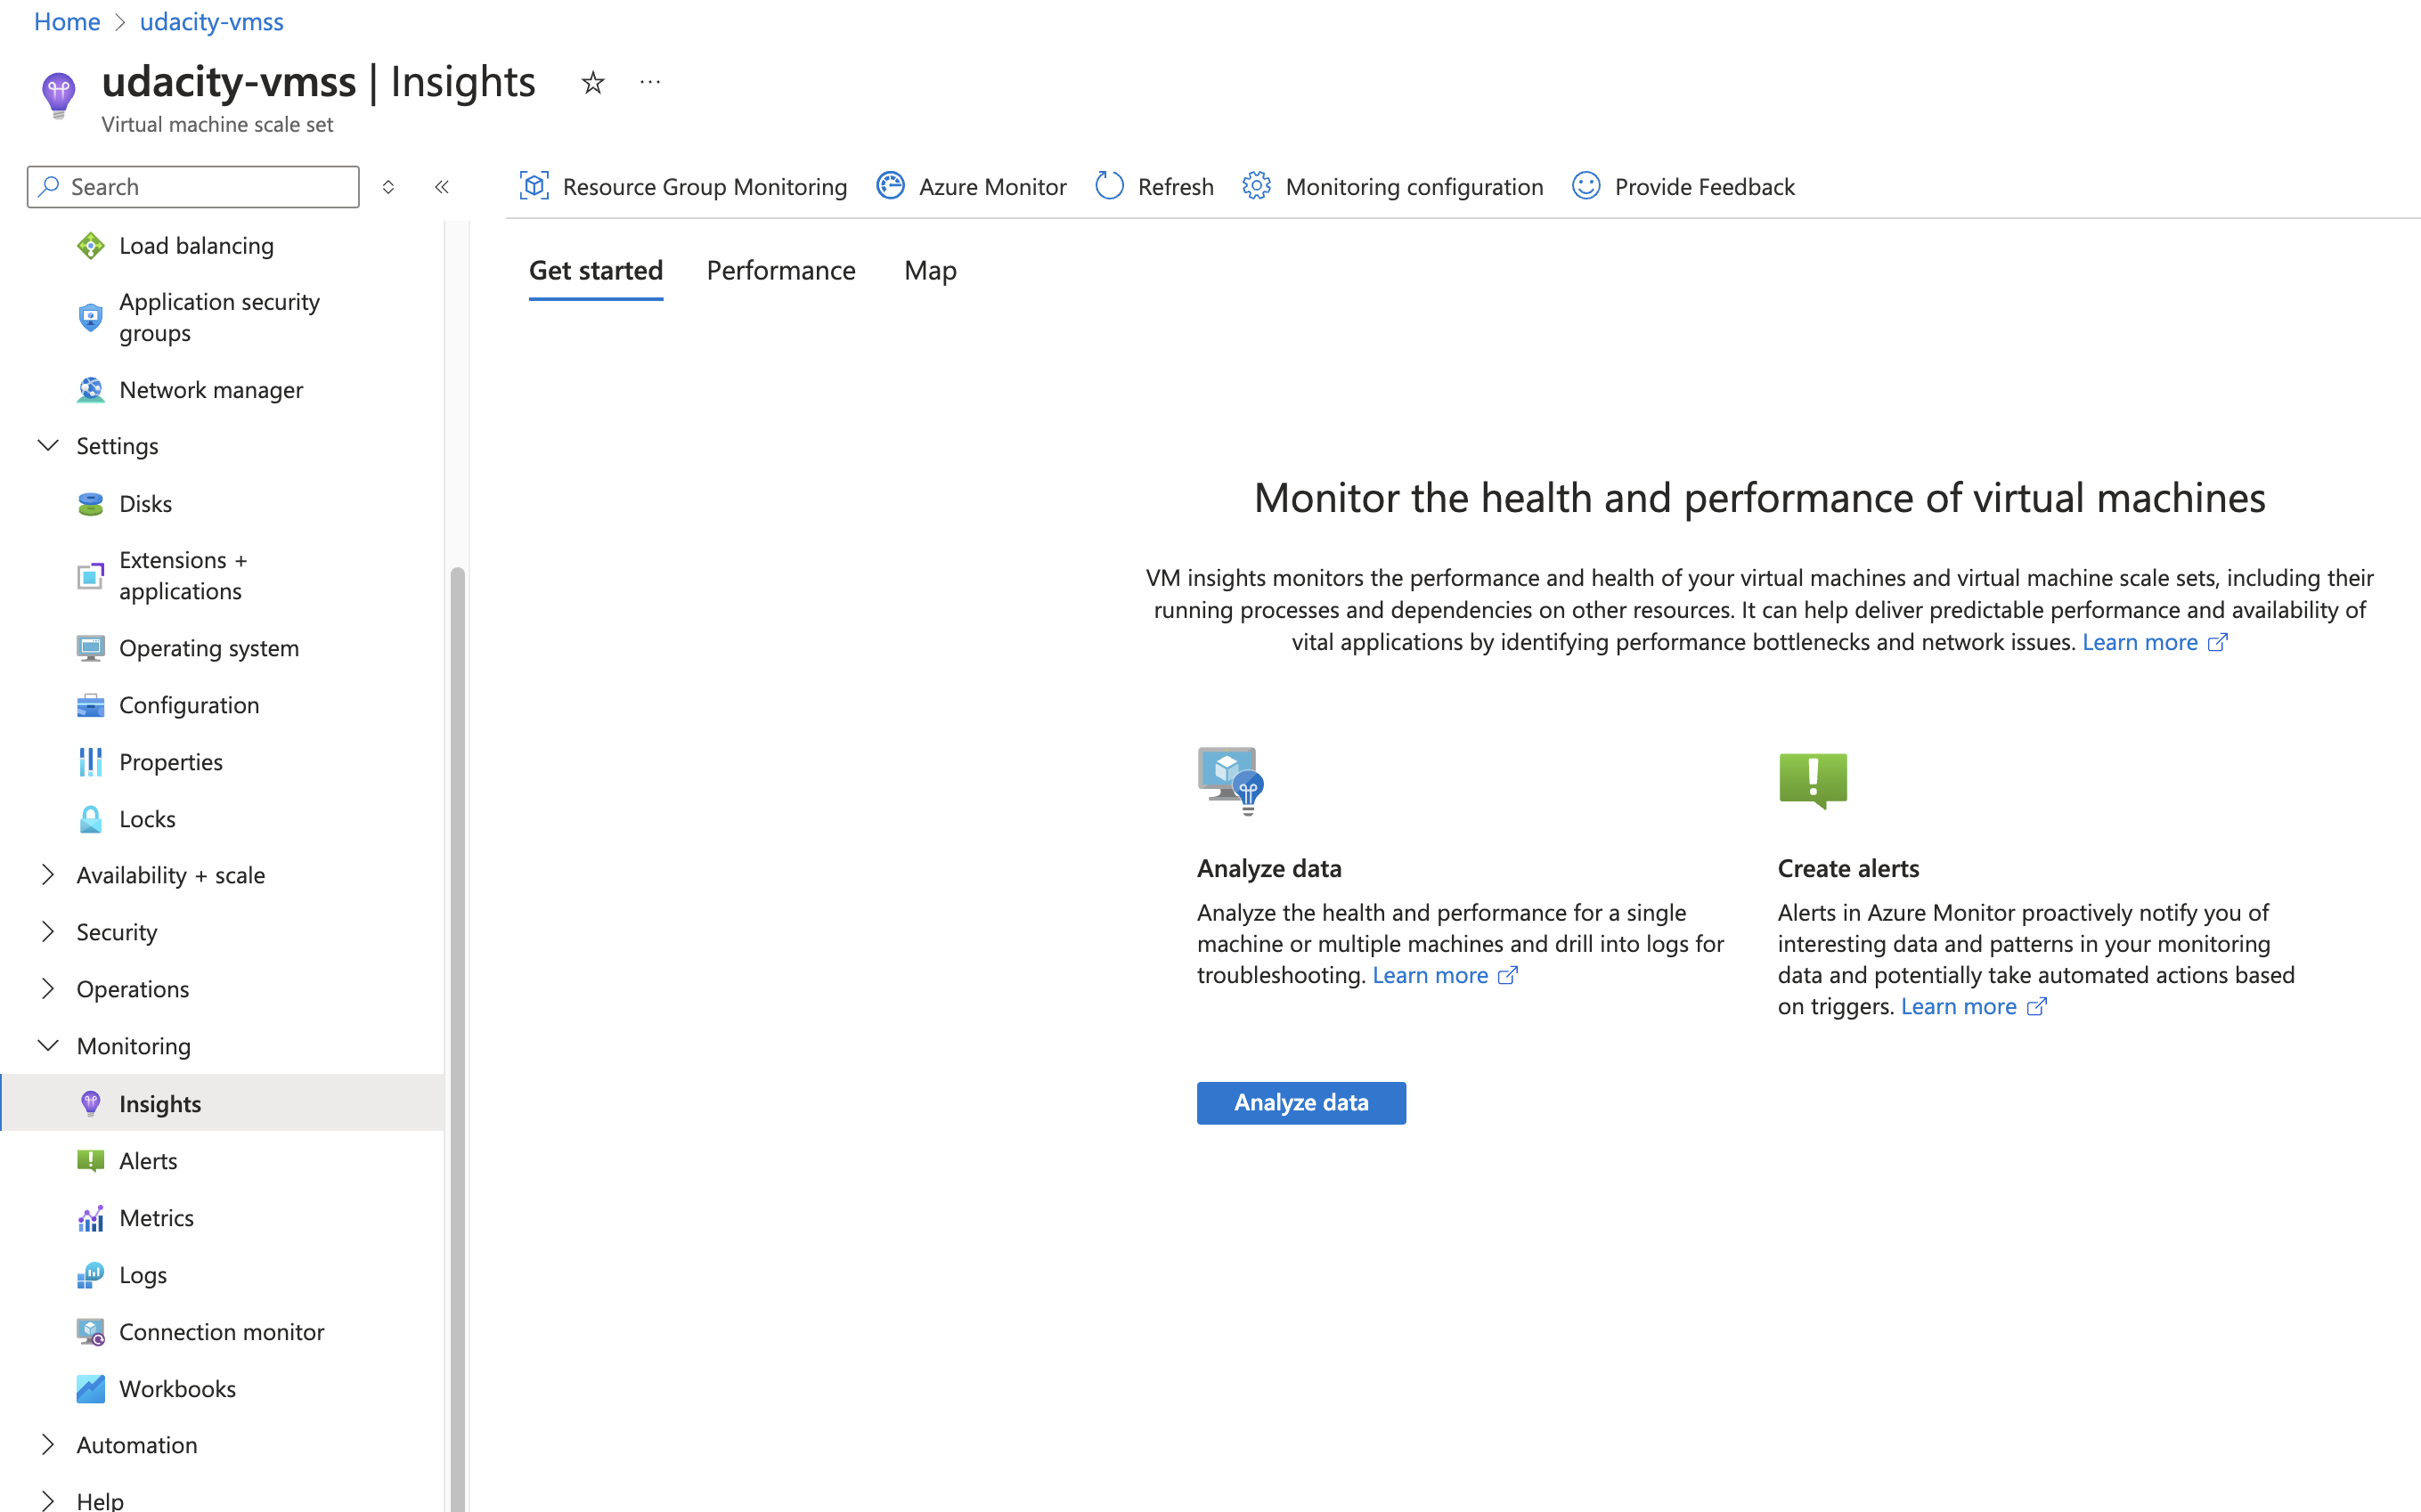 Home > udacity-vmss
udacity-vmss | Insights
Virtual machine scale set
Search
Resource Group Monitoring
Azure Monitor
Refresh
Monitoring configuration
Provide Feedback
Load balancing
Application security
groups
Network manager
Settings
Disks
Extensions +
applications
Operating system
Configuration
Properties
Locks
Availability + scale
Security
Operations
Monitoring
Insights
Alerts
Metrics
Logs
Connection monitor
Workbooks
Automation
Help
Get started
Performance
Map
Monitor the health and performance of virtual machines
VM insights monitors the performance and health of your virtual machines and virtual machine scale sets, including their
running processes and dependencies on other resources. It can help deliver predictable performance and availability of
vital applications by identifying performance bottlenecks and network issues. Learn more
Analyze data
Analyze the health and performance for a single
machine or multiple machines and drill into logs for
troubleshooting. Learn more
Analyze data
Create alerts
Alerts in Azure Monitor proactively notify you of
interesting data and patterns in your monitoring
data and potentially take automated actions based
on triggers. Learn more